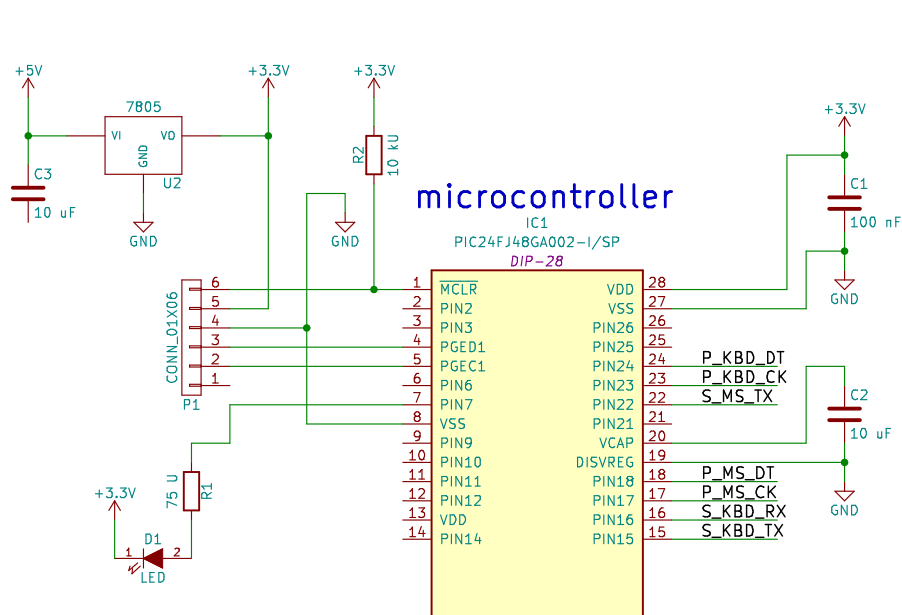 +5V
+3.3V
+3.3V
7805
VI
VO
GND
U2
C3
10 uF
GND
R2
10 kU
GND
+3.3V
C1
100 nF
GND
microcontroller
IC1
PIC24FJ48GA002-I/SP
DIP-28
CONN_01X06
6
5
4
3
2
1
P1
1 MCLR
2 PIN2
3 PIN3
4 PGED1
5 PGEC1
6 PIN6
7 PIN7
8 VSS
9 PIN9
10 PIN10
11 PIN11
12 PIN12
13 VDD
14 PIN14
VDD 28
VSS 27
PIN26 26
PIN25 25
PIN24 24 P_KBD_DT
PIN23 23 P_KBD_CK
PIN22 22 S_MS_TX
PIN21 21
VCAP 20
DISVREG 19
PIN18 18 P_MS_DT
PIN17 17 P_MS_CK
PIN16 16 S_KBD_RX
PIN15 15 S_KBD_TX
C2
10 uF
GND
75 U
R1
+3.3V
D1
1
2
LED